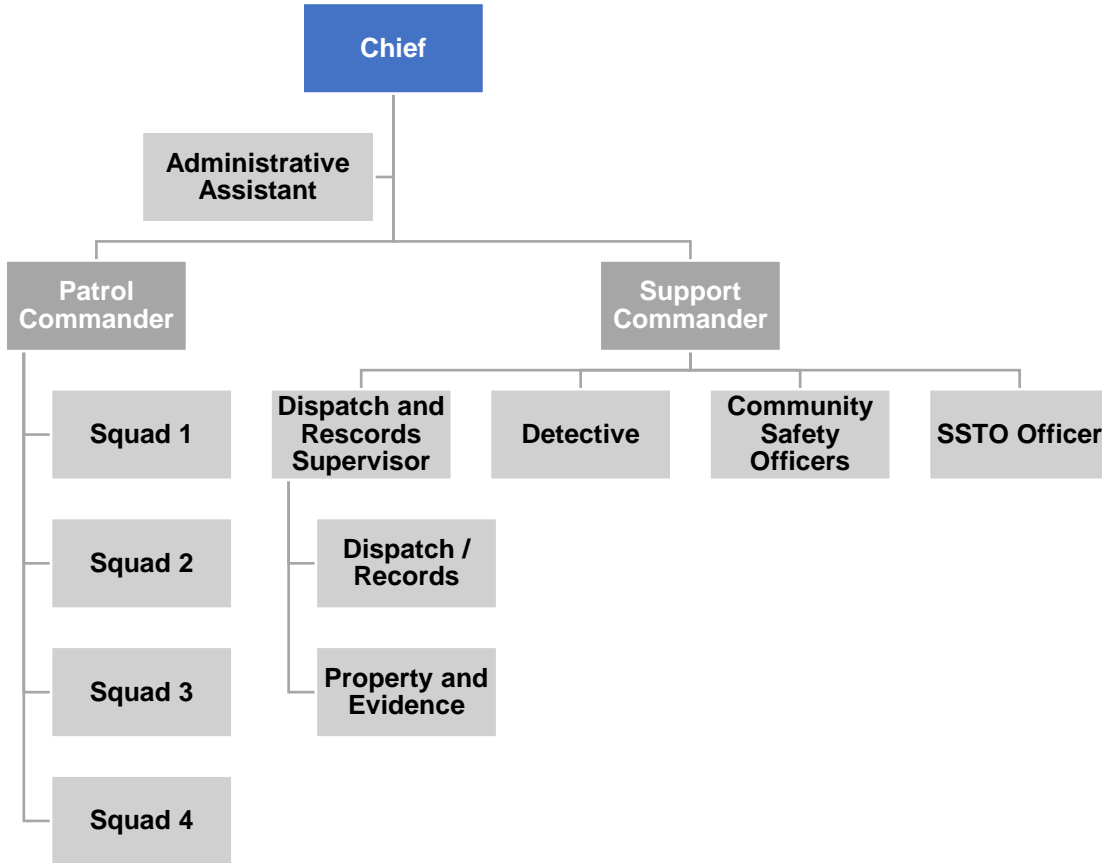 Chief
Administrative
Assistant
Patrol
Commander
Support
Commander
Squad 1
Squad 2
Squad 3
Squad 4
Dispatch and
Rescords
Supervisor
Dispatch /
Records
Property and
Evidence
Detective
Community
Safety
Officers
SSTO Officer